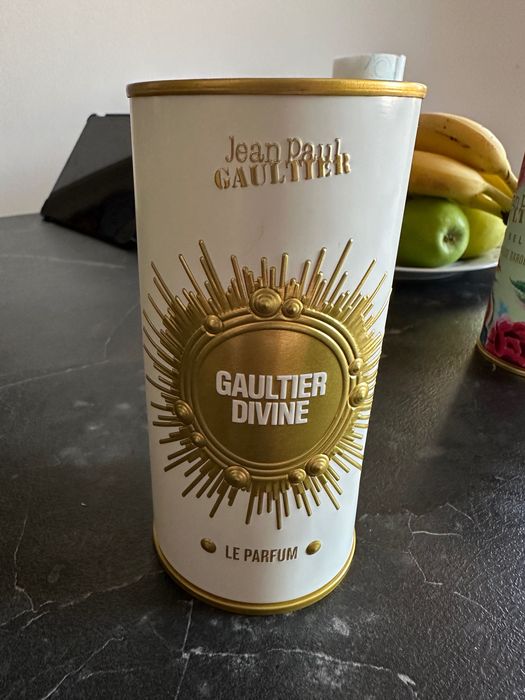 Jean Paul
GAULTIER
GAULTIER
DIVINE
LE PARFUM